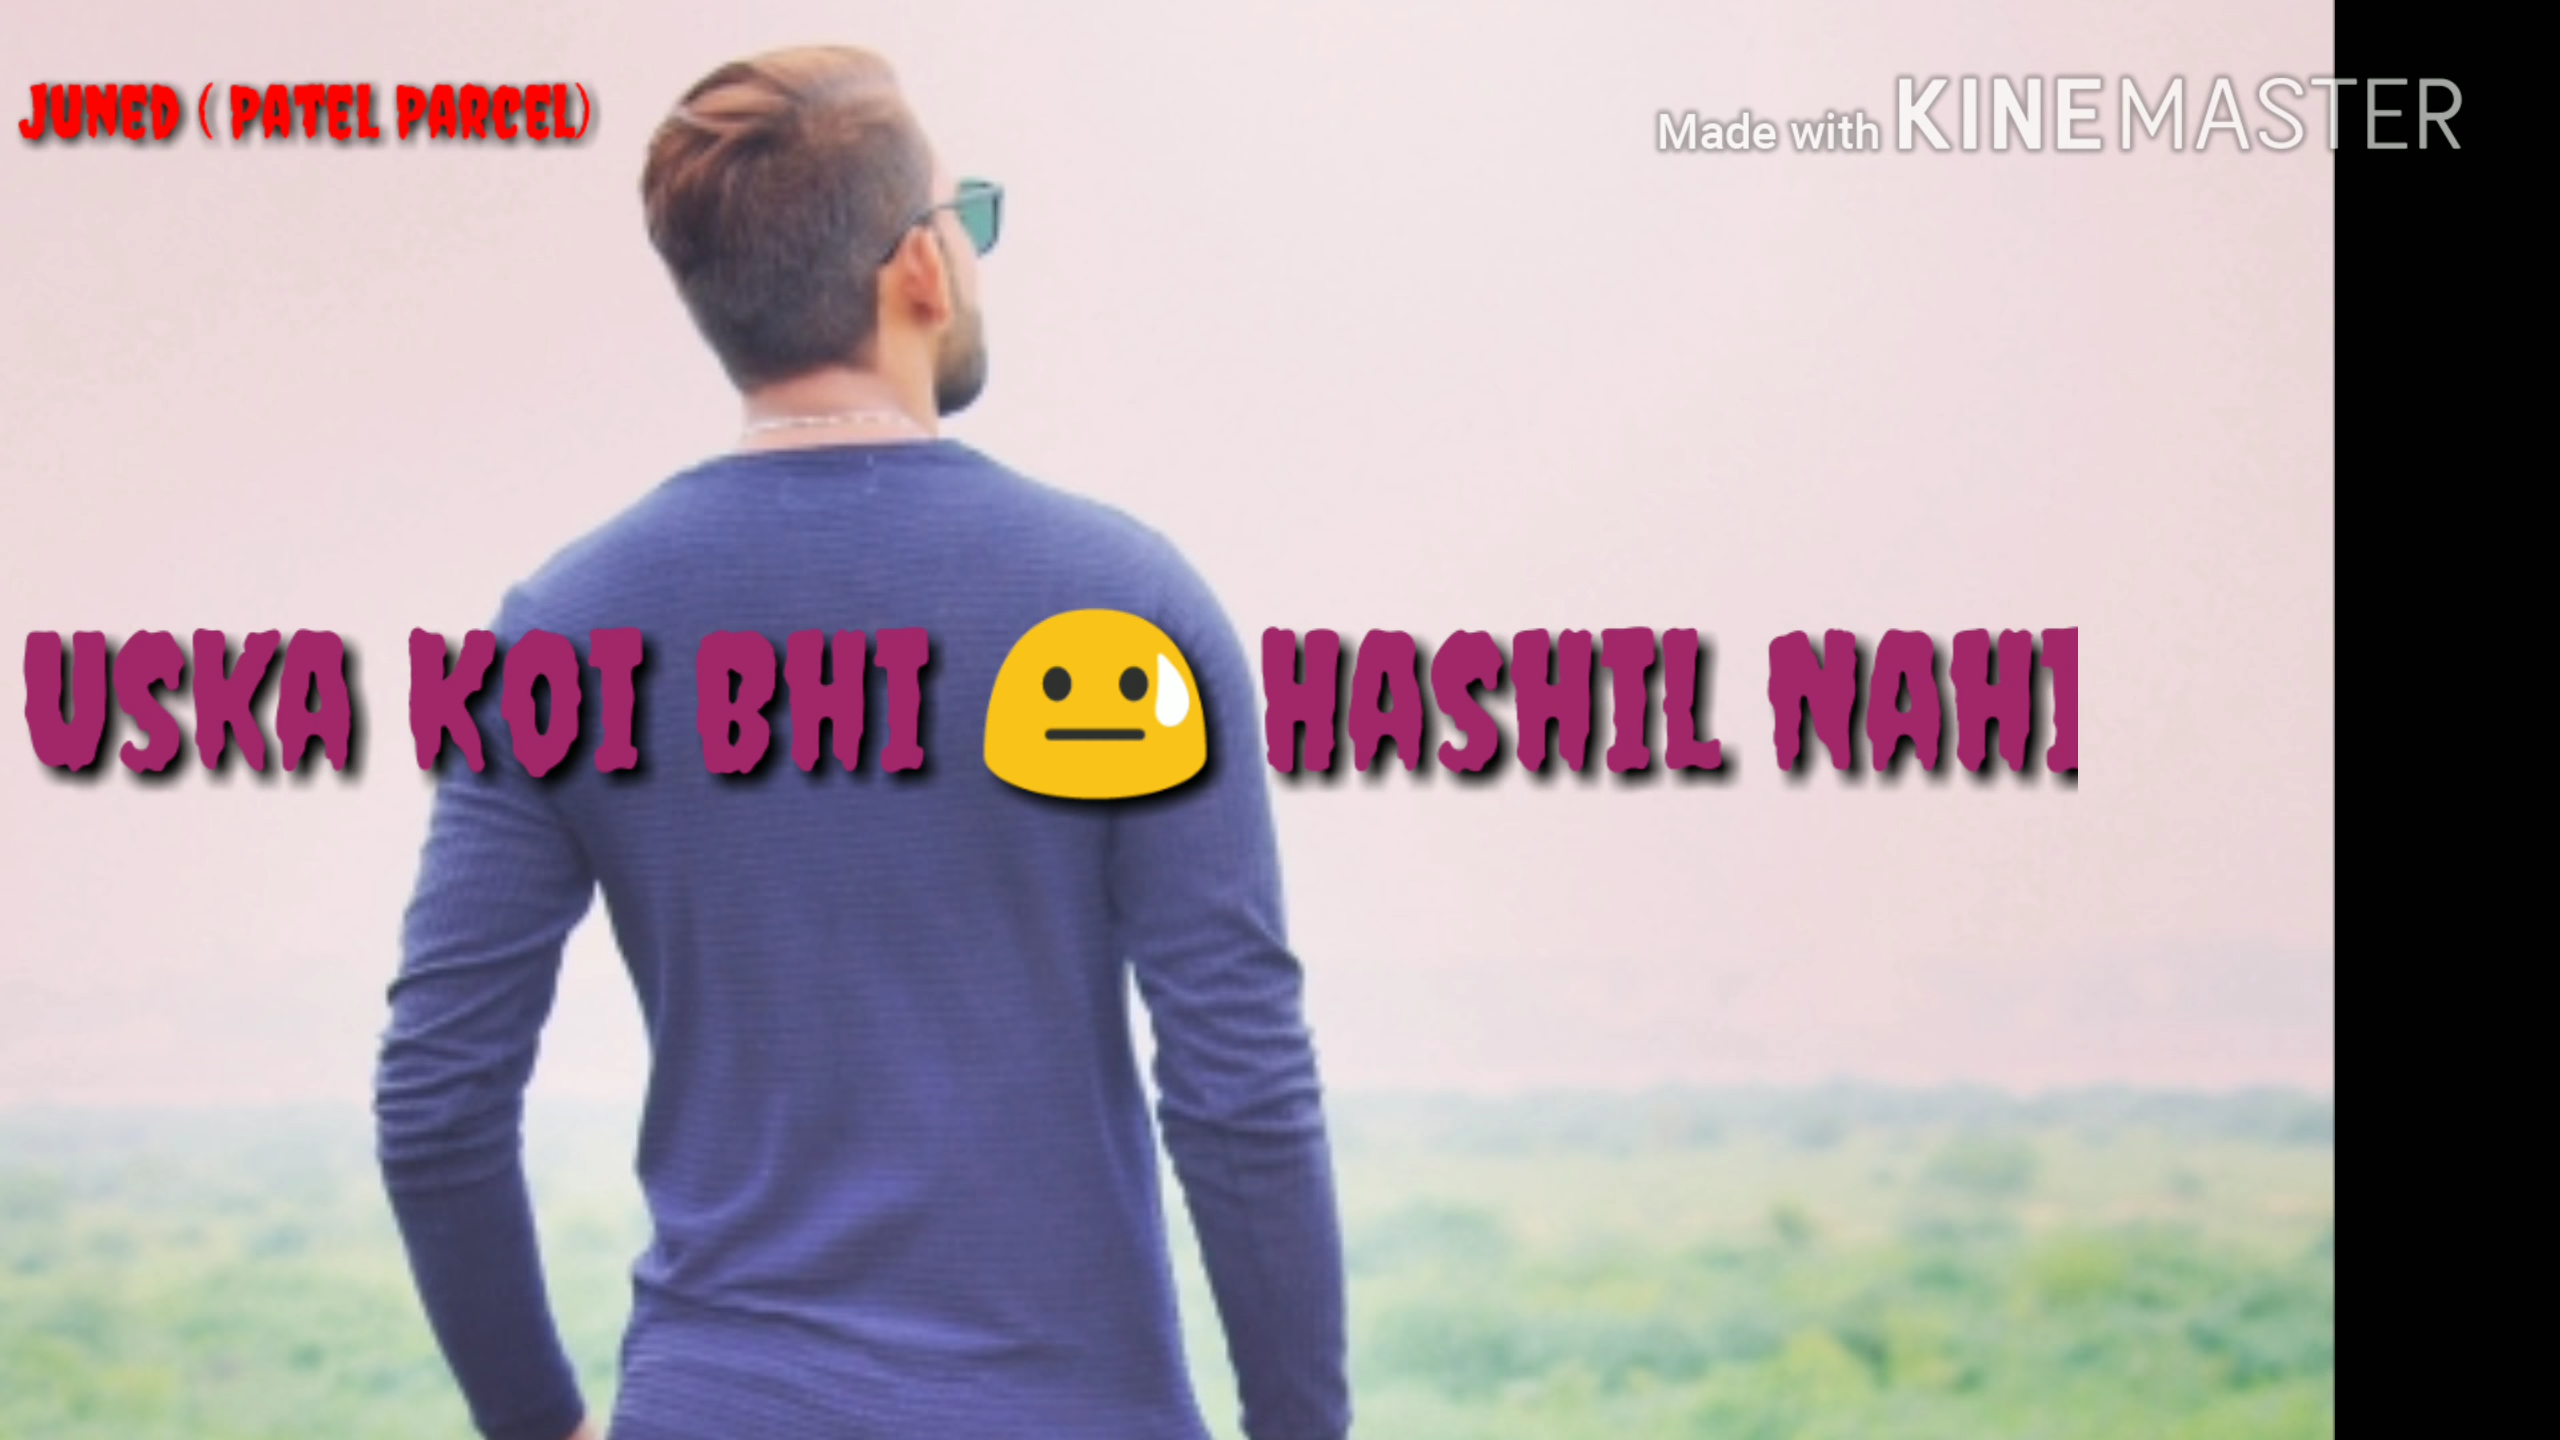 JUNED ( PATEL PARCEL)
Made with KINEMASTER
USKA KOI BHI 😓 HASHIL NAHI